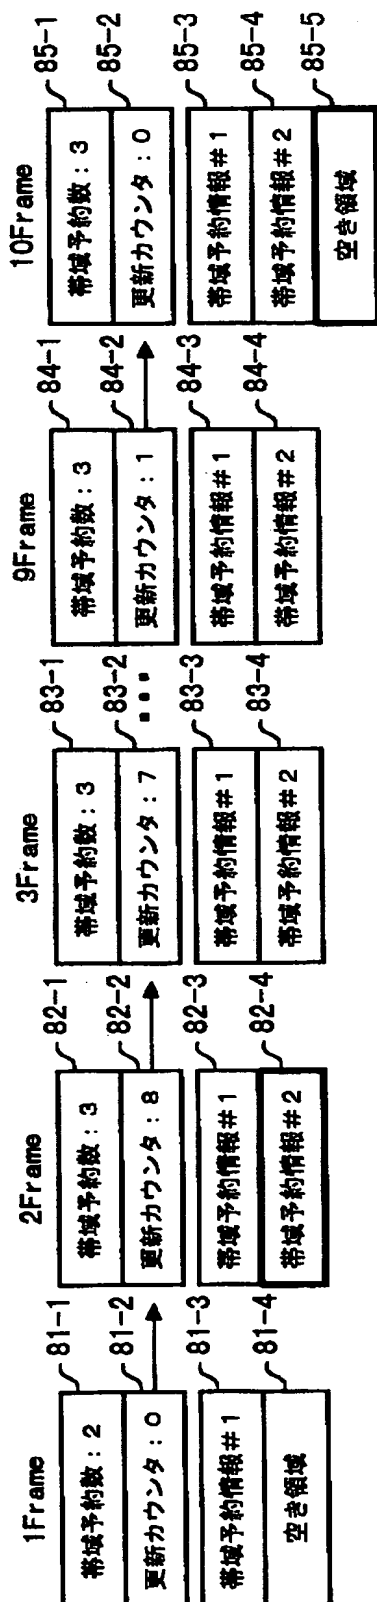 1Frame
帯域予約数：2
81-1
更新カウンタ：0
81-2
帯域予約情報＃1
81-3
空き領域
81-4
2Frame
帯域予約数：3
82-1
更新カウンタ：8
82-2
帯域予約情報＃1
82-3
帯域予約情報＃2
82-4
3Frame
帯域予約数：3
83-1
更新カウンタ：7
83-2
帯域予約情報＃1
83-3
帯域予約情報＃2
83-4
...
9Frame
帯域予約数：3
84-1
更新カウンタ：1
84-2
帯域予約情報＃1
84-3
帯域予約情報＃2
84-4
10Frame
帯域予約数：3
85-1
更新カウンタ：0
85-2
帯域予約情報＃1
85-3
帯域予約情報＃2
85-4
空き領域
85-5